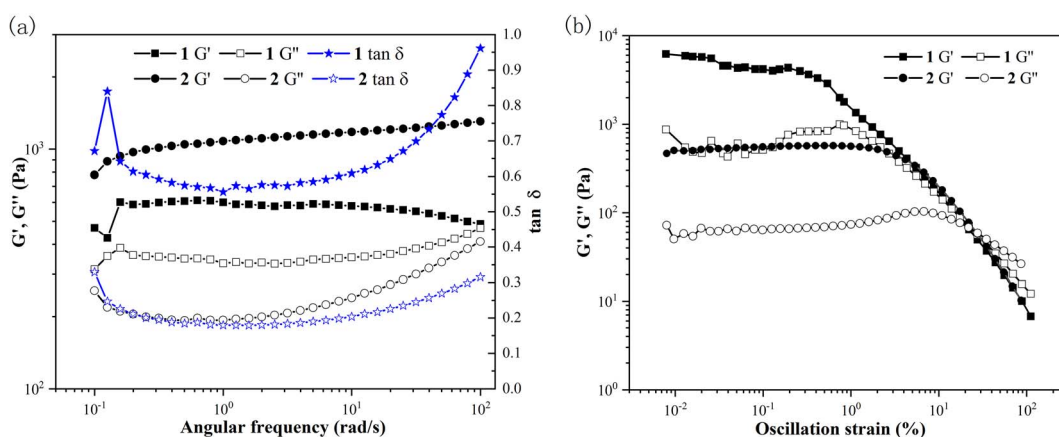 (a)
1 G' 1 G'' 1 tan δ
2 G' 2 G'' 2 tan δ
G', G'' (Pa)
10³
10²
tan δ
1.0
0.9
0.8
0.7
0.6
0.5
0.4
0.3
0.2
0.1
0.0
10⁻¹ 10⁰ 10¹ 10²
Angular frequency (rad/s)
(b)
1 G' 1 G''
2 G' 2 G''
G', G'' (Pa)
10⁴
10³
10²
10¹
10⁰
10⁻² 10⁻¹ 10⁰ 10¹ 10²
Oscillation strain (%)